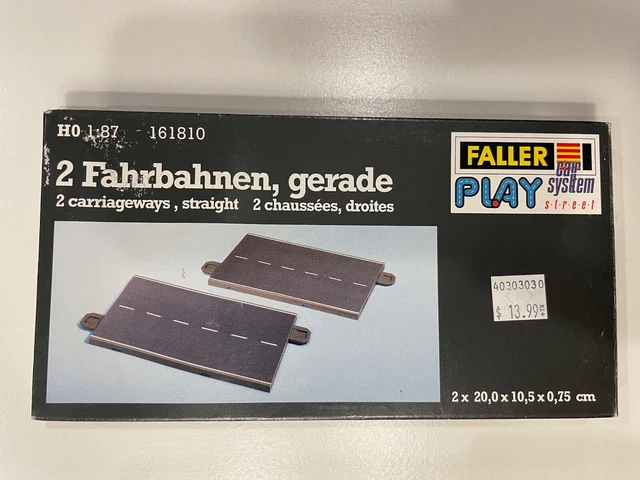 H0 1:87 161810
2 Fahrbahnen, gerade
2 carriageways, straight 2 chaussées, droites
FALLER
car system
PLAY
street
40303030
$ 13.99
2 x 20,0 x 10,5 x 0,75 cm